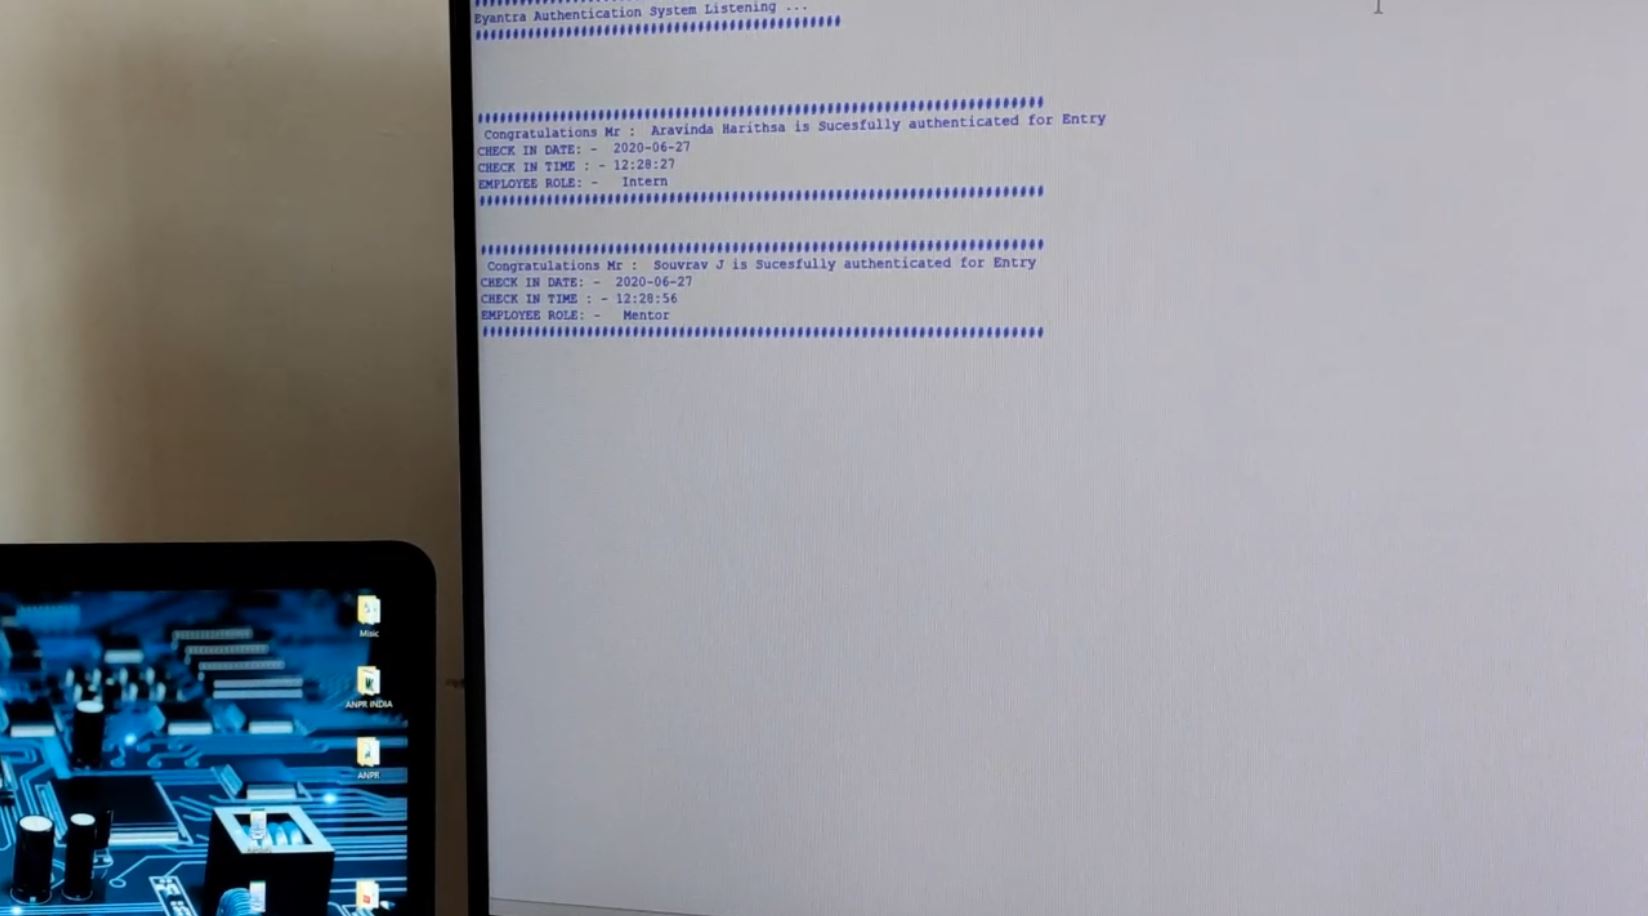 Eyantra Authentication System Listening ...
########################################
##############################################################
Congratulations Mr :  Aravinda Harithsa is Sucesfully authenticated for Entry
CHECK IN DATE: -  2020-06-27
CHECK IN TIME : - 12:28:27
EMPLOYEE ROLE: -   Intern
##############################################################
##############################################################
Congratulations Mr :  Souvrav J is Sucesfully authenticated for Entry
CHECK IN DATE: -  2020-06-27
CHECK IN TIME : - 12:28:56
EMPLOYEE ROLE: -   Mentor
##############################################################
Misic
ANPR INDIA
ANPR